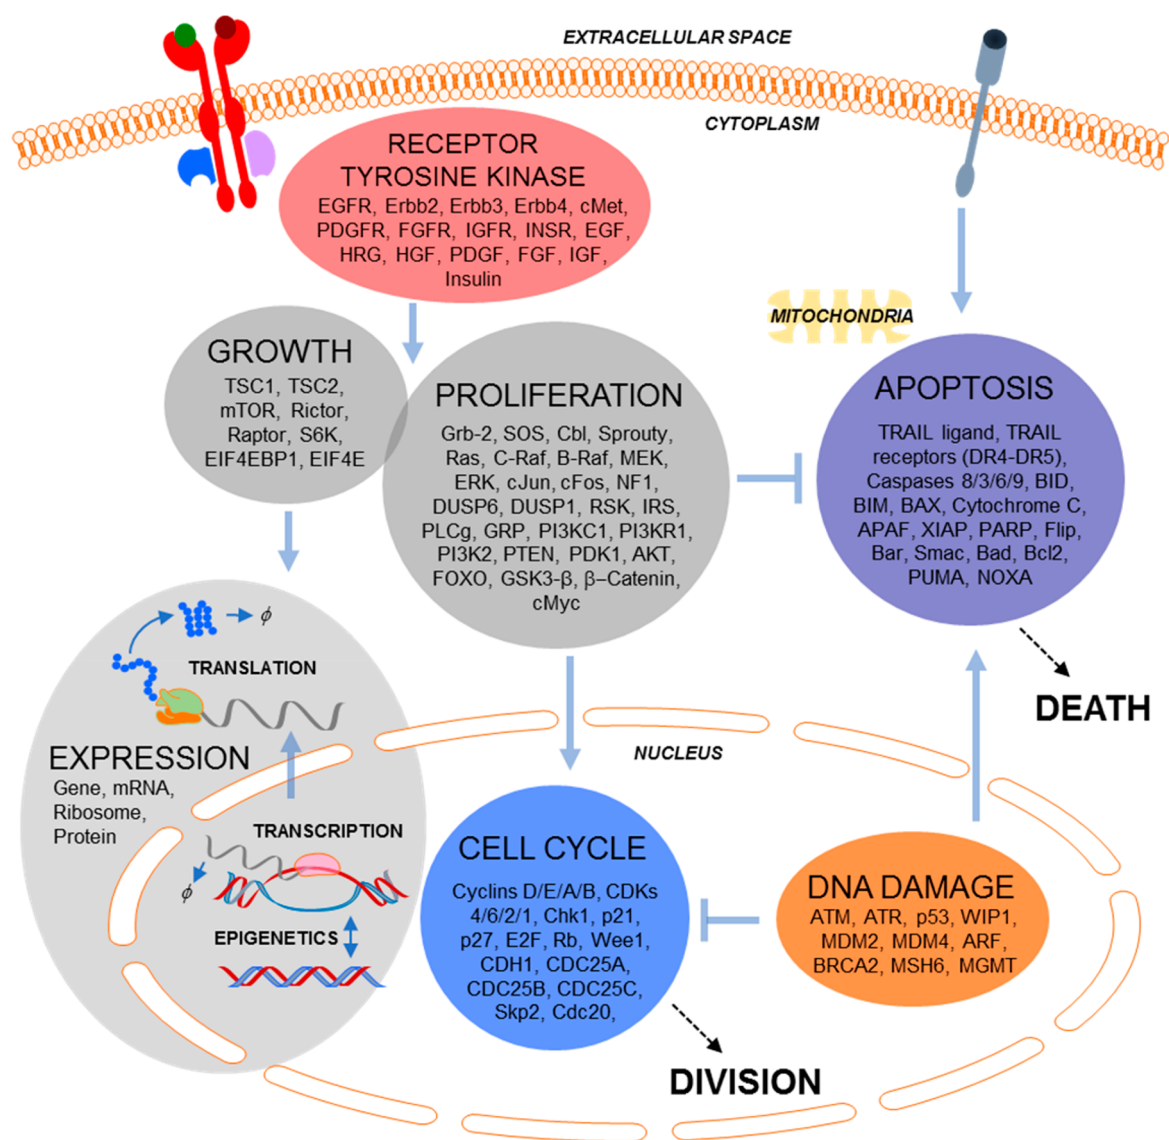 EXTRACELLULAR SPACE
CYTOPLASM
RECEPTOR
TYROSINE KINASE
EGFR, Erbb2, Erbb3, Erbb4, cMet,
PDGFR, FGFR, IGFR, INSR, EGF,
HRG, HGF, PDGF, FGF, IGF,
Insulin
MITOCHONDRIA
GROWTH
TSC1, TSC2,
mTOR, Rictor,
Raptor, S6K,
EIF4EBP1, EIF4E
PROLIFERATION
Grb-2, SOS, Cbl, Sprouty,
Ras, C-Raf, B-Raf, MEK,
ERK, cJun, cFos, NF1,
DUSP6, DUSP1, RSK, IRS,
PLCg, GRP, PI3KC1, PI3KR1,
PI3K2, PTEN, PDK1, AKT,
FOXO, GSK3-β, β–Catenin,
cMyc
APOPTOSIS
TRAIL ligand, TRAIL
receptors (DR4-DR5),
Caspases 8/3/6/9, BID,
BIM, BAX, Cytochrome C,
APAF, XIAP, PARP, Flip,
Bar, Smac, Bad, Bcl2,
PUMA, NOXA
DEATH
ϕ
TRANSLATION
EXPRESSION
Gene, mRNA,
Ribosome,
Protein
TRANSCRIPTION
ϕ
EPIGENETICS
NUCLEUS
CELL CYCLE
Cyclins D/E/A/B, CDKs
4/6/2/1, Chk1, p21,
p27, E2F, Rb, Wee1,
CDH1, CDC25A,
CDC25B, CDC25C,
Skp2, Cdc20,
DNA DAMAGE
ATM, ATR, p53, WIP1,
MDM2, MDM4, ARF,
BRCA2, MSH6, MGMT
DIVISION